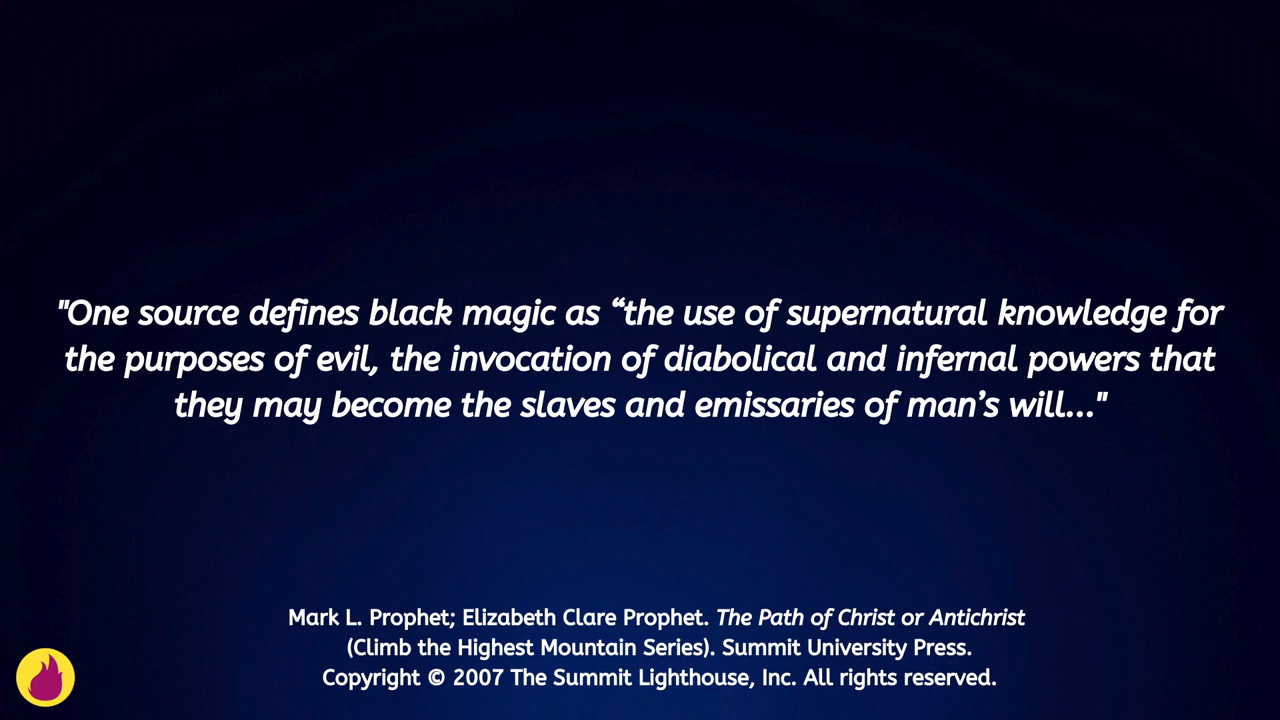 "One source defines black magic as “the use of supernatural knowledge for
the purposes of evil, the invocation of diabolical and infernal powers that
they may become the slaves and emissaries of man’s will..."
Mark L. Prophet; Elizabeth Clare Prophet. The Path of Christ or Antichrist
(Climb the Highest Mountain Series). Summit University Press.
Copyright © 2007 The Summit Lighthouse, Inc. All rights reserved.